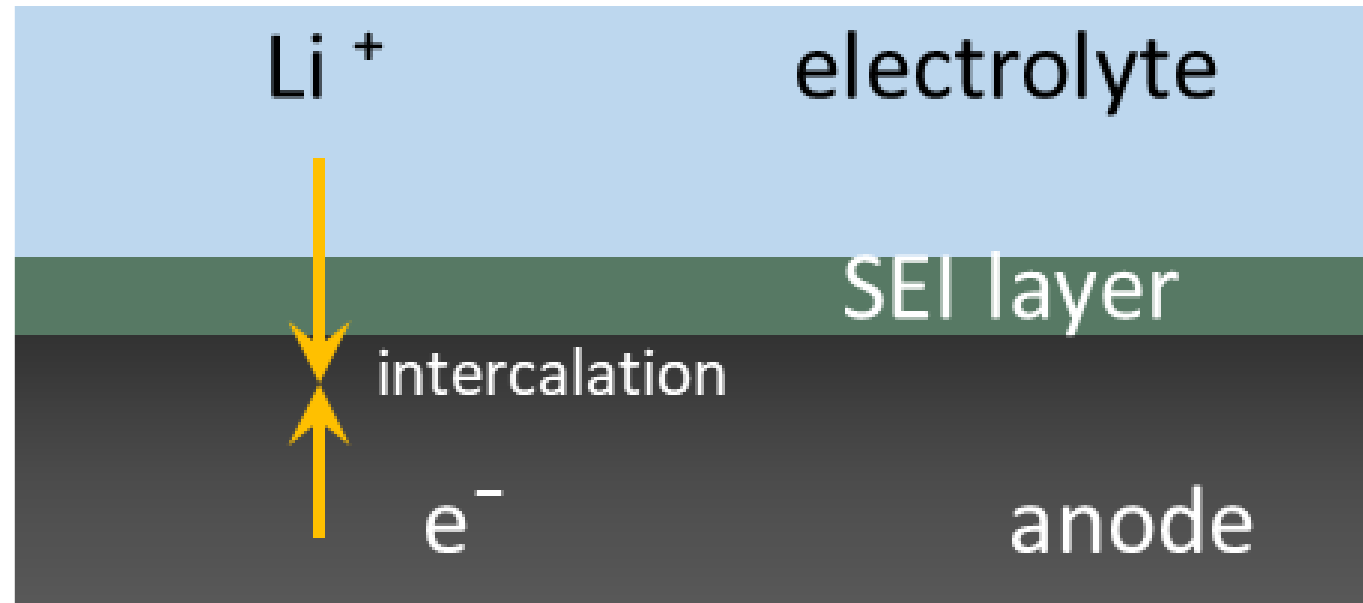 Li ⁺ electrolyte
SEI layer
intercalation
e⁻ anode